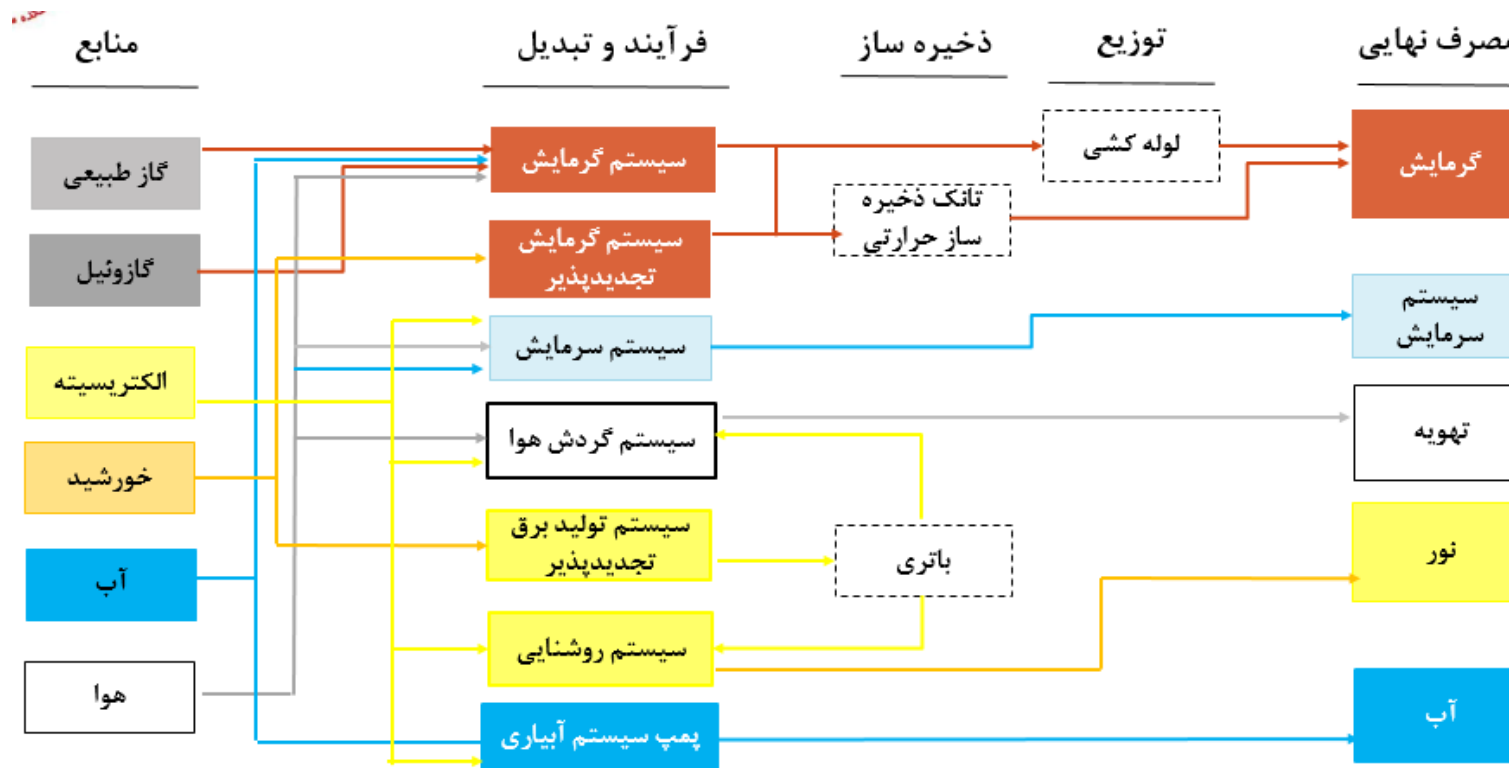 منابع
فرآیند و تبدیل
ذخیره ساز
توزیع
مصرف نهایی
گاز طبیعی
گازوئیل
الکتریسیته
خورشید
آب
هوا
سیستم گرمایش
سیستم گرمایش
تجدیدپذیر
سیستم سرمایش
سیستم گردش هوا
سیستم تولید برق
تجدیدپذیر
سیستم روشنایی
پمپ سیستم آبیاری
تانک ذخیره
ساز حرارتی
باتری
لوله کشی
گرمایش
سیستم
سرمایش
تهویه
نور
آب